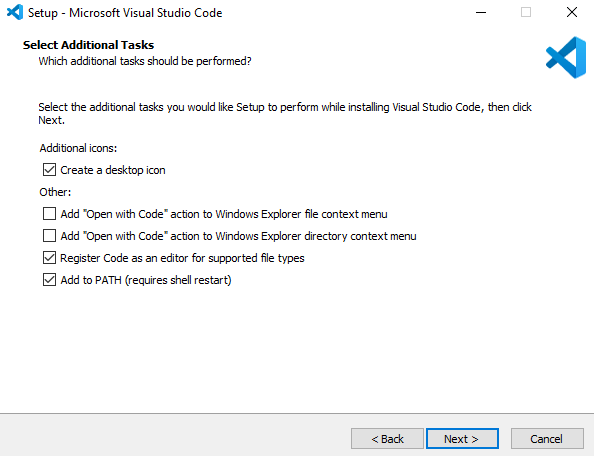 Setup - Microsoft Visual Studio Code
Select Additional Tasks
Which additional tasks should be performed?
Select the additional tasks you would like Setup to perform while installing Visual Studio Code, then click
Next.
Additional icons:
Create a desktop icon
Other:
Add "Open with Code" action to Windows Explorer file context menu
Add "Open with Code" action to Windows Explorer directory context menu
Register Code as an editor for supported file types
Add to PATH (requires shell restart)
< Back Next > Cancel